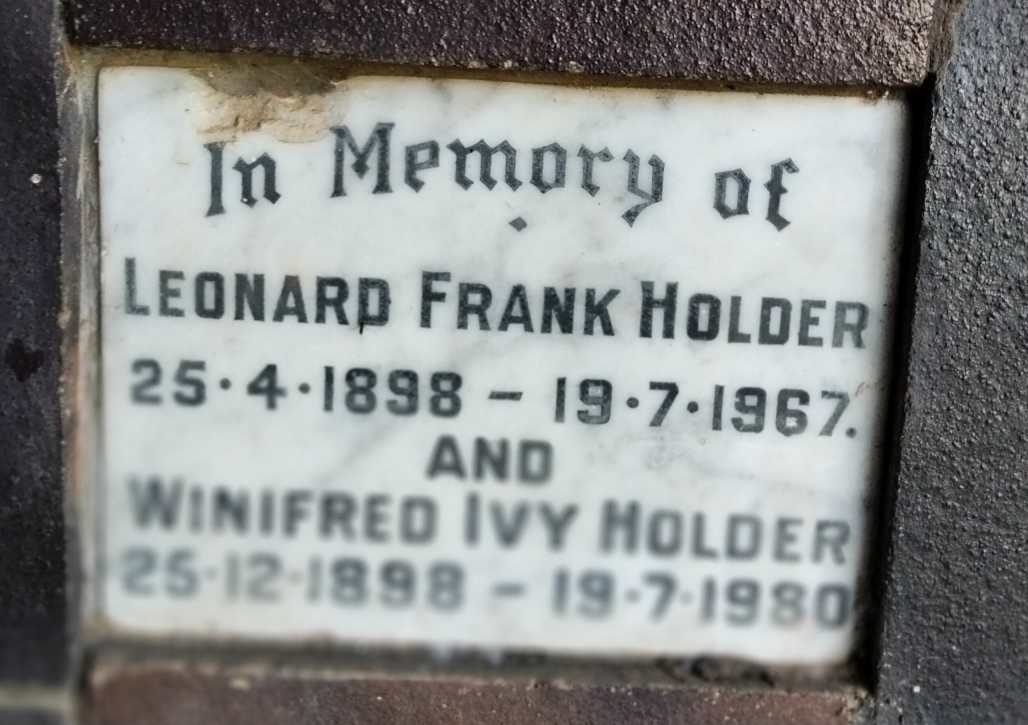 In Memory of
LEONARD FRANK HOLDER
25·4·1898 – 19·7·1967.
AND
WINIFRED IVY HOLDER
25·12·1898 – 19·7·1980